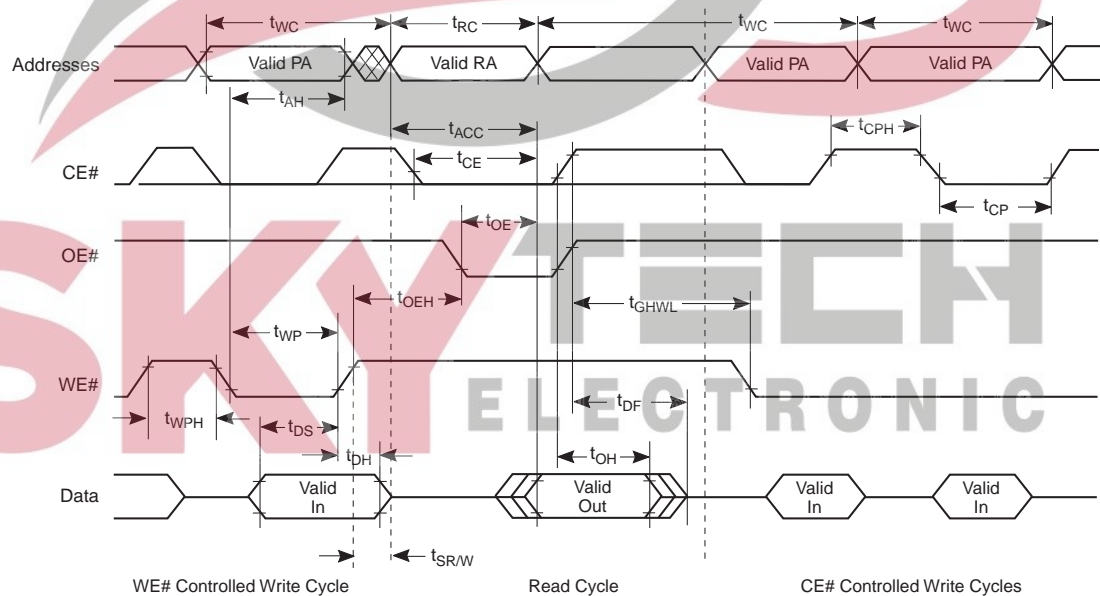 tWC tRC tWC tWC
Addresses Valid PA Valid RA Valid PA Valid PA
tAH
tACC tCPH
CE# tCE
tCP
tOE
OE#
tOEH tGHWL
tWP
WE#
tWPH tDS tDF
tDH tOH
Data Valid In Valid Out Valid In Valid In
tSR/W
WE# Controlled Write Cycle Read Cycle CE# Controlled Write Cycles
SKYTECH
ELECTRONIC